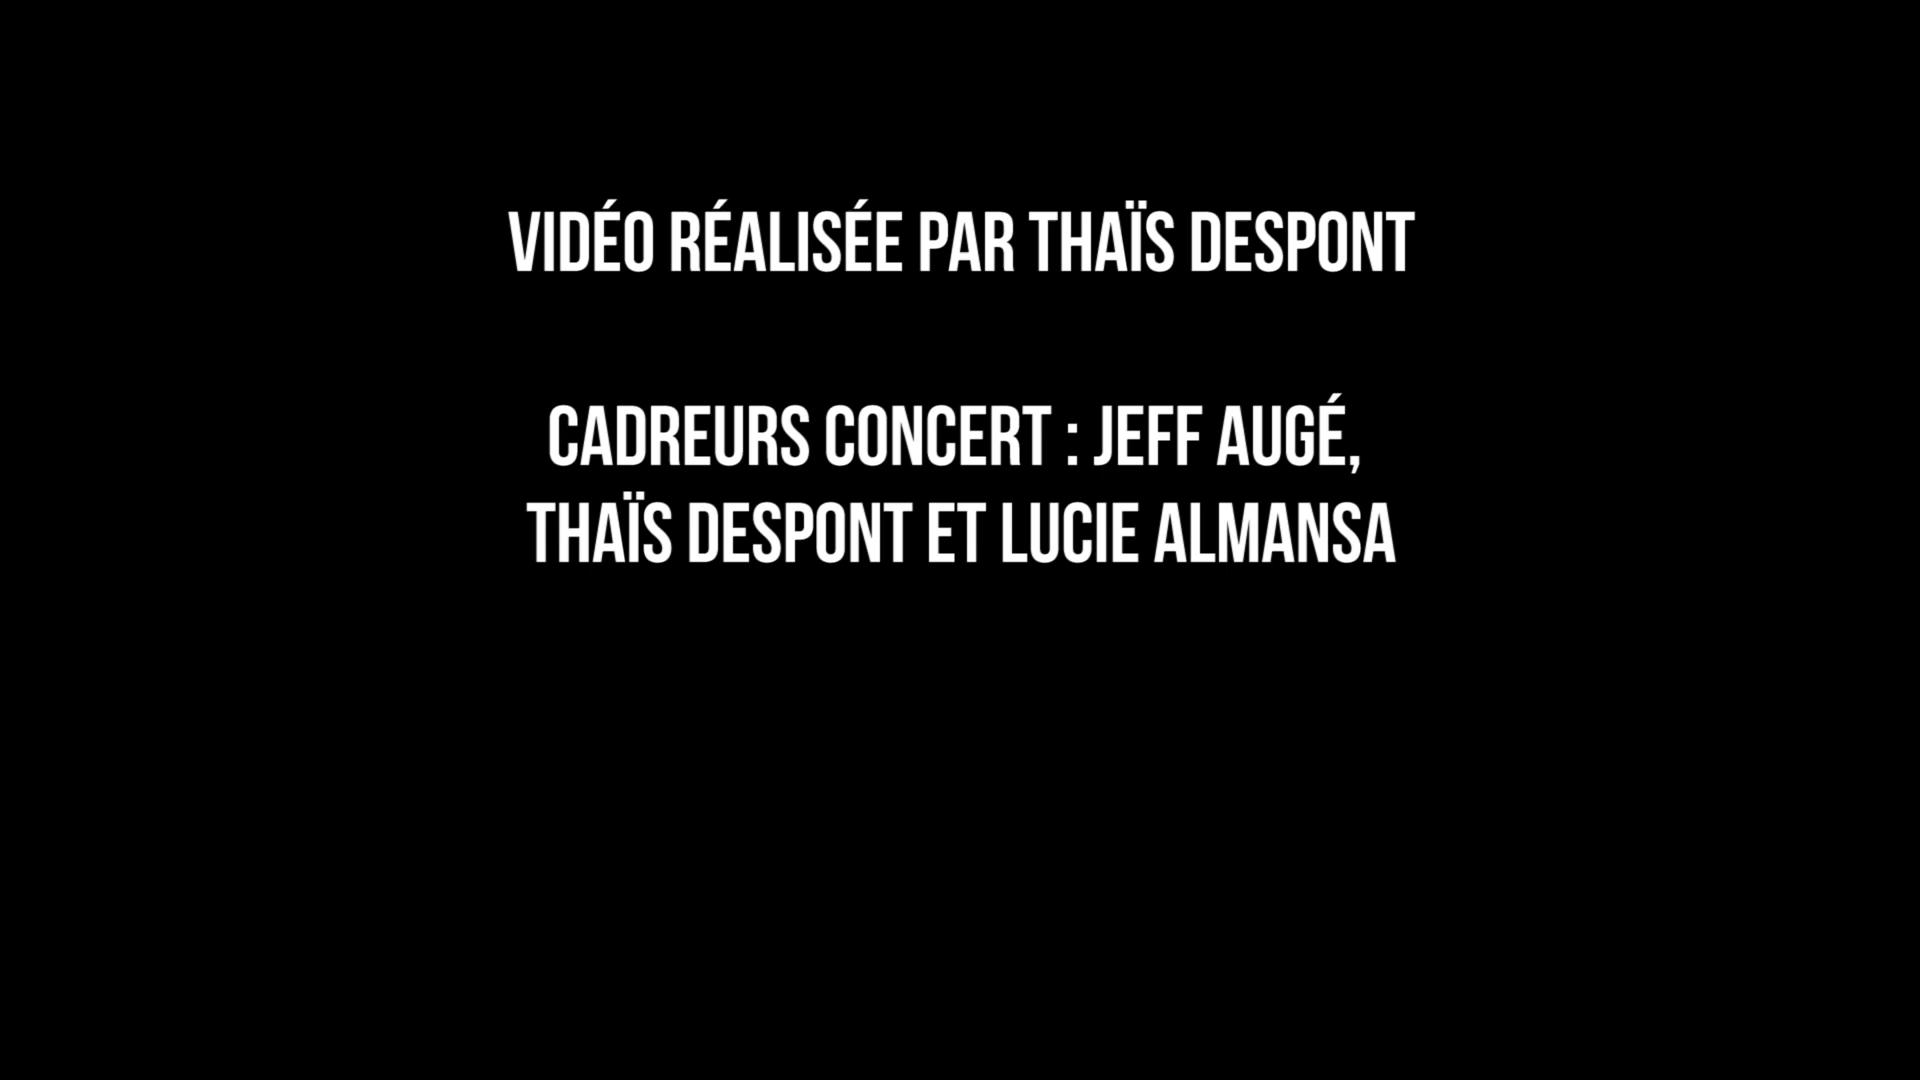 VIDÉO RÉALISÉE PAR THAÏS DESPONT
CADREURS CONCERT : JEFF AUGÉ,
THAÏS DESPONT ET LUCIE ALMANSA